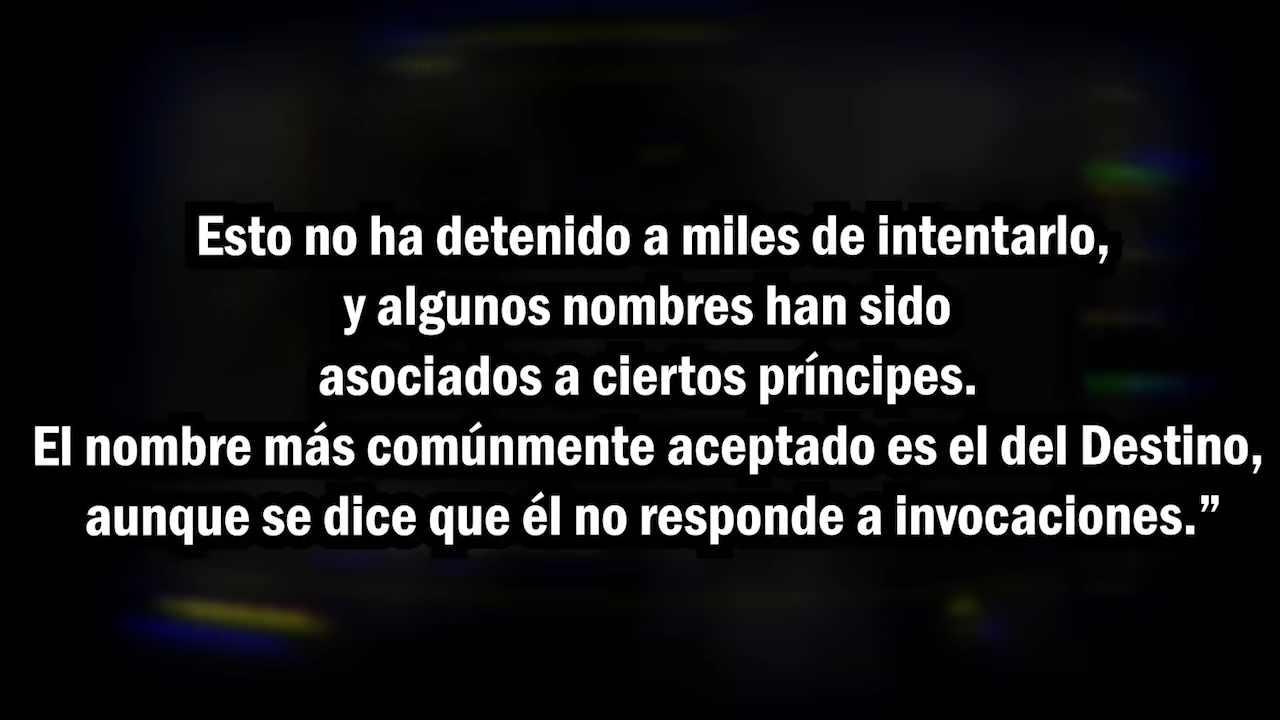 Esto no ha detenido a miles de intentarlo,
y algunos nombres han sido
asociados a ciertos príncipes.
El nombre más comúnmente aceptado es el del Destino,
aunque se dice que él no responde a invocaciones.”